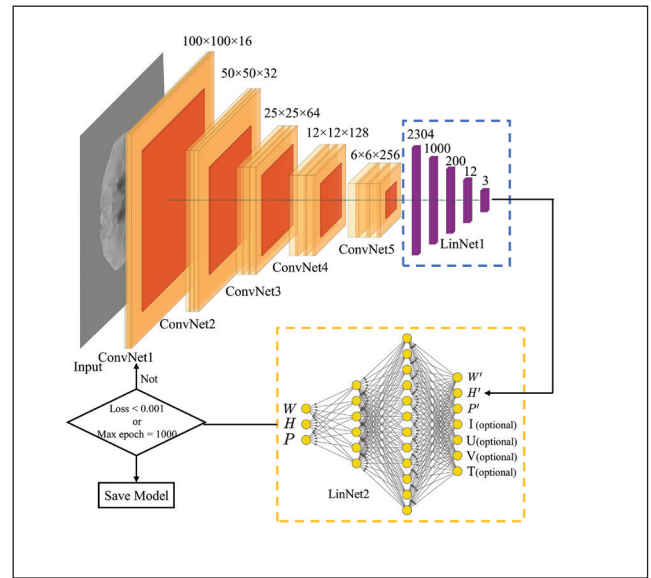 100×100×16
50×50×32
25×25×64
12×12×128
6×6×256
2304
1000
200
12
3
LinNet1
ConvNet5
ConvNet4
ConvNet3
ConvNet2
ConvNet1
Input
Not
Loss < 0.001
or
Max epoch = 1000
Save Model
W
H
P
LinNet2
W'
H'
P'
I (optional)
U(optional)
V(optional)
T(optional)